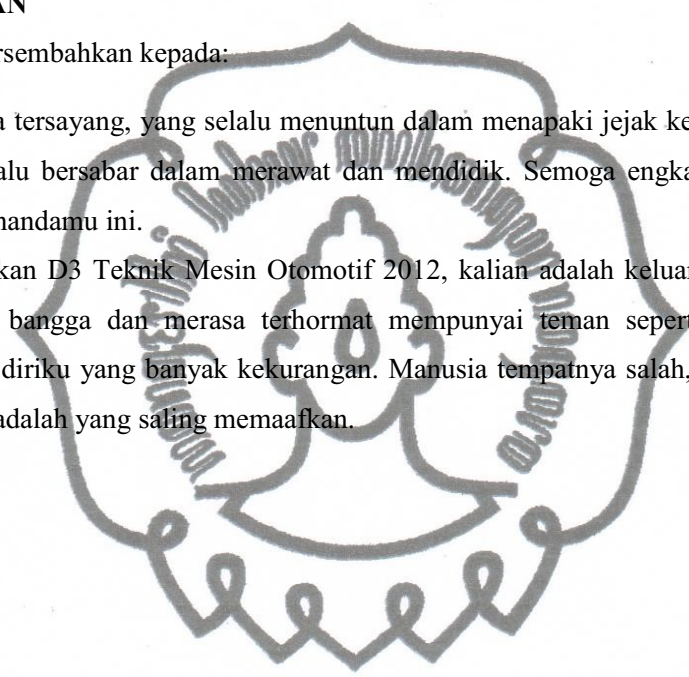 AN
rsembahkan kepada:
a tersayang, yang selalu menuntun dalam menapaki jejak ke
alu bersabar dalam merawat dan mendidik. Semoga engka
nandamu ini.
kan D3 Teknik Mesin Otomotif 2012, kalian adalah keluar
bangga dan merasa terhormat mempunyai teman sepert
diriku yang banyak kekurangan. Manusia tempatnya salah,
adalah yang saling memaafkan.